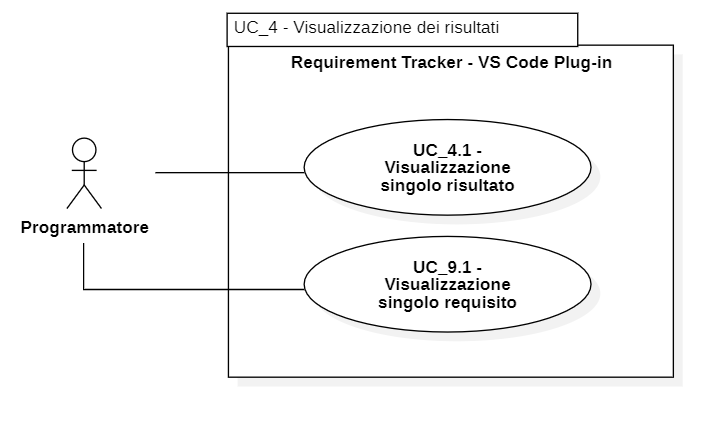 UC_4 - Visualizzazione dei risultati
Requirement Tracker - VS Code Plug-in
UC_4.1 -
Visualizzazione
singolo risultato
Programmatore
UC_9.1 -
Visualizzazione
singolo requisito